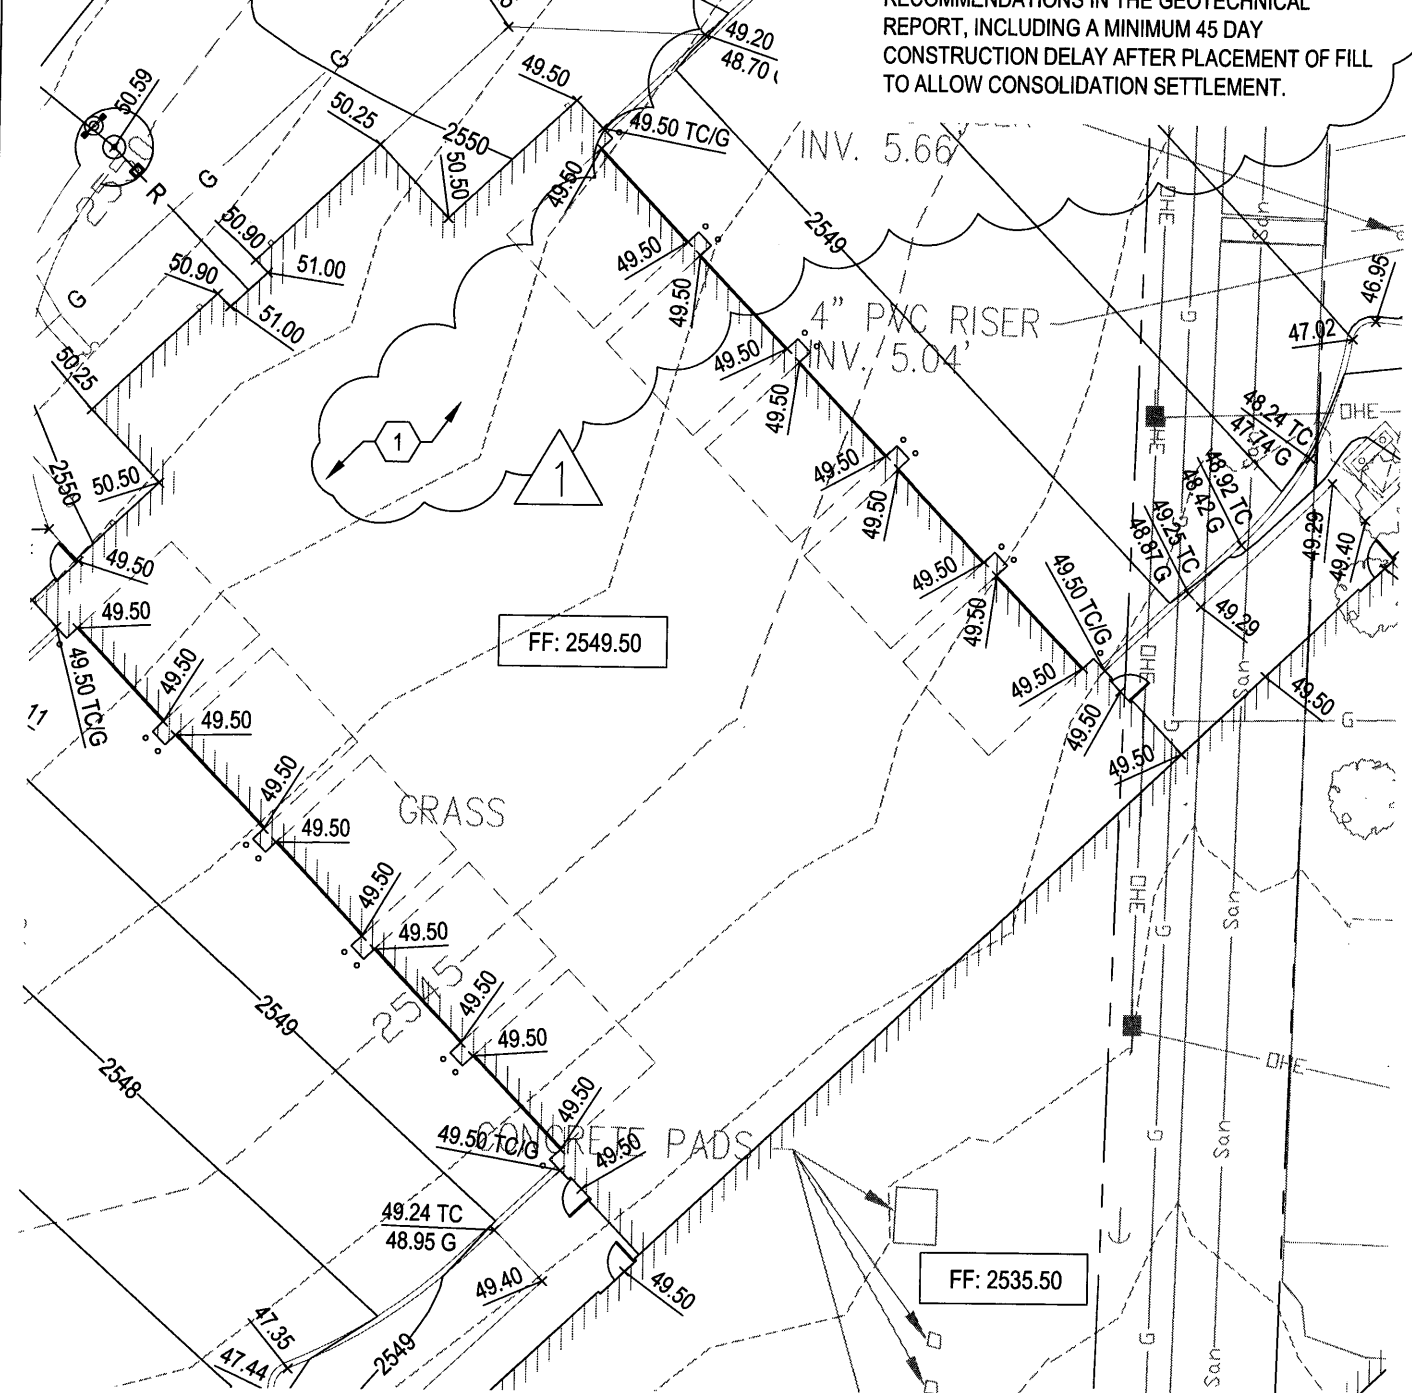 RECOMMENDATIONS IN THE GEOTECHNICAL
REPORT, INCLUDING A MINIMUM 45 DAY
CONSTRUCTION DELAY AFTER PLACEMENT OF FILL
TO ALLOW CONSOLIDATION SETTLEMENT.
49.20
48.70
G
50.59
49.50
50.25
2550
50.50
49.50 TC/G
49.50
INV. 5.66'
R
G
50.90
51.00
50.90
51.00
G
2549
OHE
San
49.50
49.50
46.95
47.02
4" PVC RISER
INV. 5.04'
G
49.50
49.50
50.25
1
1
2550
50.50
48.24 TC
47.74 G
OHE
OHE
48.92 TC
48.42 G
49.25 TC
48.87 G
49.50
49.50
49.29
49.40
49.50
49.50
49.50
49.50
49.50 TC/G
49.29
FF: 2549.50
49.50
49.50 TC/G
11
49.50
49.50
OHE
San
49.50
49.50
G
G
49.50
49.50
49.50
GRASS
49.50
49.50
49.50
OHE
San
G
2545
49.50
49.50
2549
2548
OHE
49.50
CONCRETE PADS
49.50 TC/G
49.50
G
San
49.24 TC
48.95 G
49.40
49.50
FF: 2535.50
47.35
47.44
2549
G
San